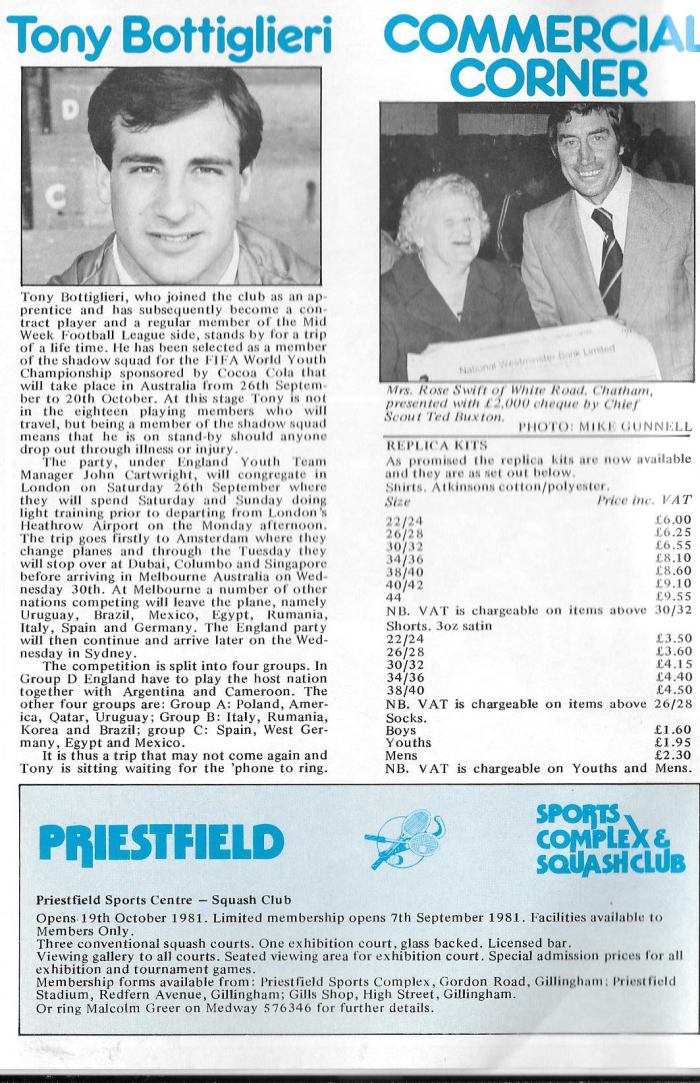 Tony Bottiglieri
D
C
Tony Bottiglieri, who joined the club as an ap-
prentice and has subsequently become a con-
tract player and a regular member of the Mid
Week Football League side, stands by for a trip
of a life time. He has been selected as a member
of the shadow squad for the FIFA World Youth
Championship sponsored by Cocoa Cola that
will take place in Australia from 26th Septem-
ber to 20th October. At this stage Tony is not
in the eighteen playing members who will
travel, but being a member of the shadow squad
means that he is on stand-by should anyone
drop out through illness or injury.
The party, under England Youth Team
Manager John Cartwright, will congregate in
London on Saturday 26th September where
they will spend Saturday and Sunday doing
light training prior to departing from London's
Heathrow Airport on the Monday afternoon.
The trip goes firstly to Amsterdam where they
change planes and through the Tuesday they
will stop over at Dubai, Columbo and Singapore
before arriving in Melbourne Australia on Wed-
nesday 30th. At Melbourne a number of other
nations competing will leave the plane, namely
Uruguay, Brazil, Mexico, Egypt, Rumania,
Italy, Spain and Germany. The England party
will then continue and arrive later on the Wed-
nesday in Sydney.
The competition is split into four groups. In
Group D England have to play the host nation
together with Argentina and Cameroon. The
other four groups are: Group A: Poland, Amer-
ica, Qatar, Uruguay; Group B: Italy, Rumania,
Korea and Brazil; group C: Spain, West Ger-
many, Egypt and Mexico.
It is thus a trip that may not come again and
Tony is sitting waiting for the 'phone to ring.
COMMERCIAL
CORNER
National Westminster Bank Limited
Mrs. Rose Swift of White Road, Chatham,
presented with £2,000 cheque by Chief
Scout Ted Buxton.
PHOTO: MIKE GUNNELL
REPLICA KITS
As promised the replica kits are now available
and they are as set out below.
Shirts. Atkinsons cotton/polyester.
Size Price inc. VAT
22/24 £6.00
26/28 £6.25
30/32 £6.55
34/36 £8.10
38/40 £8.60
40/42 £9.10
44 £9.55
NB. VAT is chargeable on items above 30/32
Shorts. 3oz satin
22/24 £3.50
26/28 £3.60
30/32 £4.15
34/36 £4.40
38/40 £4.50
NB. VAT is chargeable on items above 26/28
Socks.
Boys £1.60
Youths £1.95
Mens £2.30
NB. VAT is chargeable on Youths and Mens.
PRIESTFIELD
SPORTS
COMPLEX &
SQUASH CLUB
Priestfield Sports Centre – Squash Club
Opens 19th October 1981. Limited membership opens 7th September 1981. Facilities available to
Members Only.
Three conventional squash courts. One exhibition court, glass backed. Licensed bar.
Viewing gallery to all courts. Seated viewing area for exhibition court. Special admission prices for all
exhibition and tournament games.
Membership forms available from: Priestfield Sports Complex, Gordon Road, Gillingham; Priestfield
Stadium, Redfern Avenue, Gillingham; Gills Shop, High Street, Gillingham.
Or ring Malcolm Greer on Medway 576346 for further details.